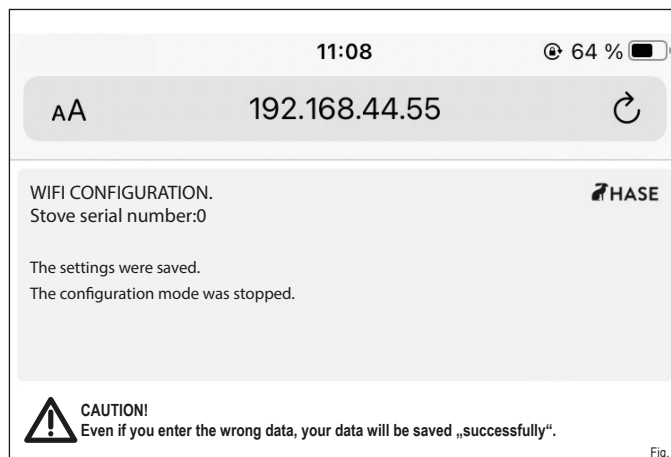 11:08
64 %
AA
192.168.44.55
WIFI CONFIGURATION.
HASE
Stove serial number:0
The settings were saved.
The configuration mode was stopped.
CAUTION!
Even if you enter the wrong data, your data will be saved „successfully“.
Fig.